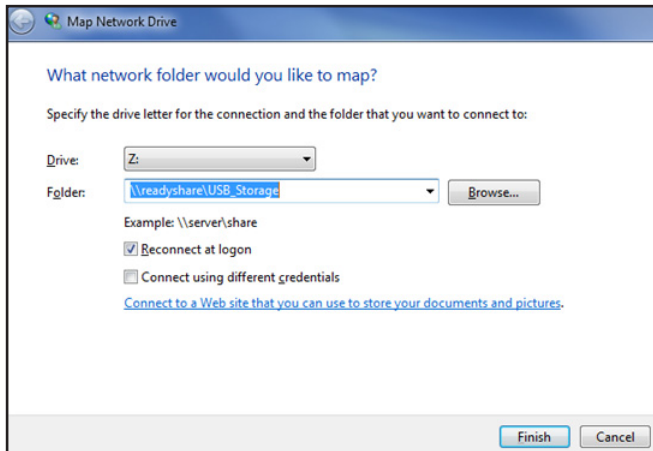 Map Network Drive
What network folder would you like to map?
Specify the drive letter for the connection and the folder that you want to connect to:
Drive: Z:
Folder: \\readyshare\USB_Storage Browse...
Example: \\server\share
Reconnect at logon
Connect using different credentials
Connect to a Web site that you can use to store your documents and pictures.
Finish Cancel